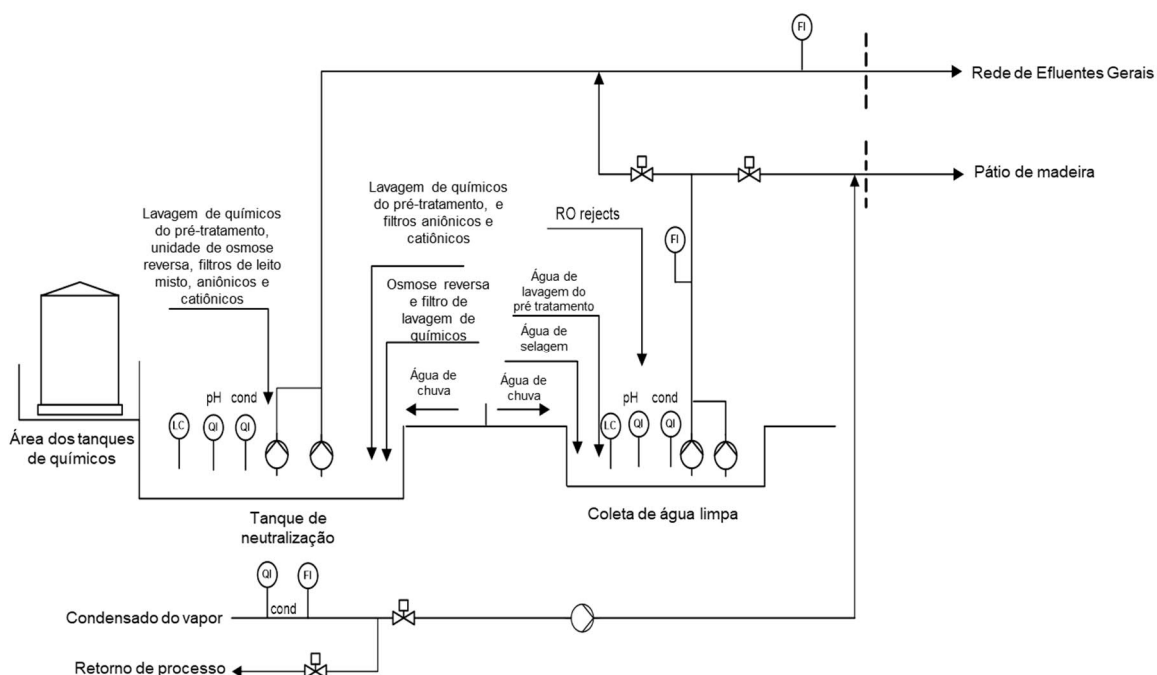 FI
Rede de Efluentes Gerais
Pátio de madeira
Lavagem de químicos
do pré-tratamento, e
filtros aniônicos e
catiônicos
RO rejects
Lavagem de químicos
do pré-tratamento,
unidade de osmose
reversa, filtros de leito
misto, aniônicos e
catiônicos
FI
Osmose reversa
e filtro de
lavagem de
químicos
Água de
lavagem do
pré tratamento
Água de
selagem
Água de
chuva
Água de
chuva
pH cond
LC QI QI
pH cond
LC QI QI
Área dos tanques
de químicos
Tanque de
neutralização
Coleta de água limpa
QI FI
cond
Condensado do vapor
Retorno de processo